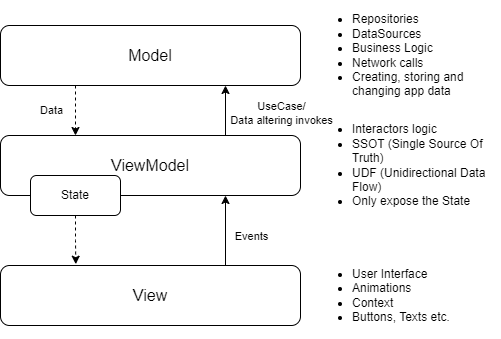 Model
Repositories
DataSources
Business Logic
Network calls
Creating, storing and
changing app data
Data
UseCase/
Data altering invokes
ViewModel
State
Interactors logic
SSOT (Single Source Of
Truth)
UDF (Unidirectional Data
Flow)
Only expose the State
Events
View
User Interface
Animations
Context
Buttons, Texts etc.